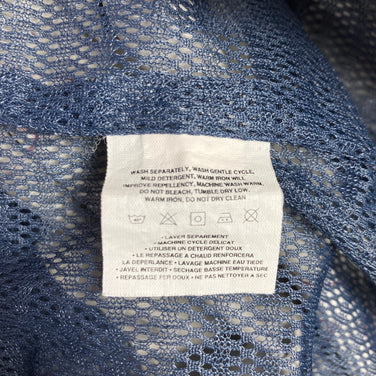 WASH SEPARATELY, WASH GENTLE CYCLE,
MILD DETERGENT, WARM IRON WILL
IMPROVE REPELLENCY, MACHINE WASH WARM,
DO NOT BLEACH, TUMBLE DRY LOW,
WARM IRON, DO NOT DRY CLEAN
• LAVER SEPAREMENT
• MACHINE CYCLE DELICAT
• UTILISER UN DETERGENT DOUX
• LE REPASSAGE A CHAUD RENFORCERA
LA DEPERLANCE • LAVAGE MACHINE EAU TIEDE
• JAVEL INTERDIT • SECHAGE BASSE TEMPERATURE
• REPASSAGE FER DOUX • NE PAS NETTOYER A SEC